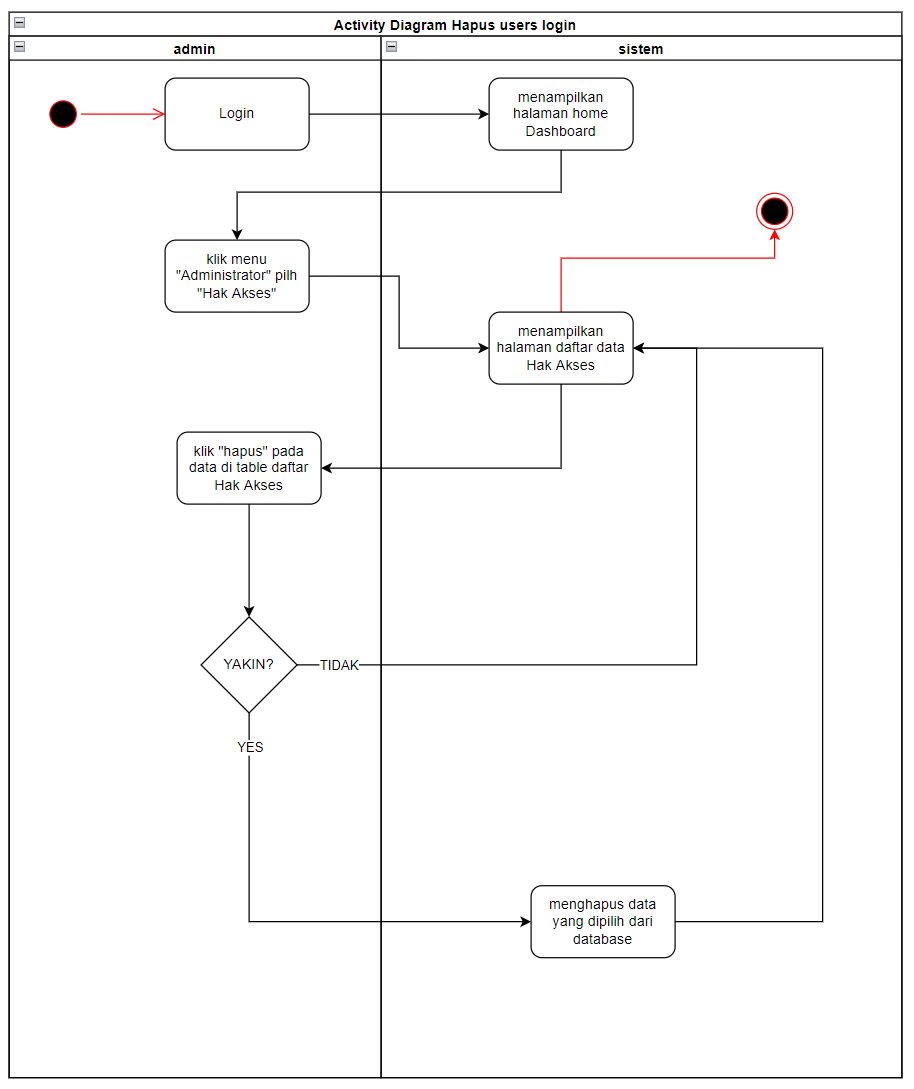 Activity Diagram Hapus users login
admin
sistem
Login
menampilkan
halaman home
Dashboard
klik menu
"Administrator" pilh
"Hak Akses"
menampilkan
halaman daftar data
Hak Akses
klik "hapus" pada
data di table daftar
Hak Akses
YAKIN?
TIDAK
YES
menghapus data
yang dipilih dari
database